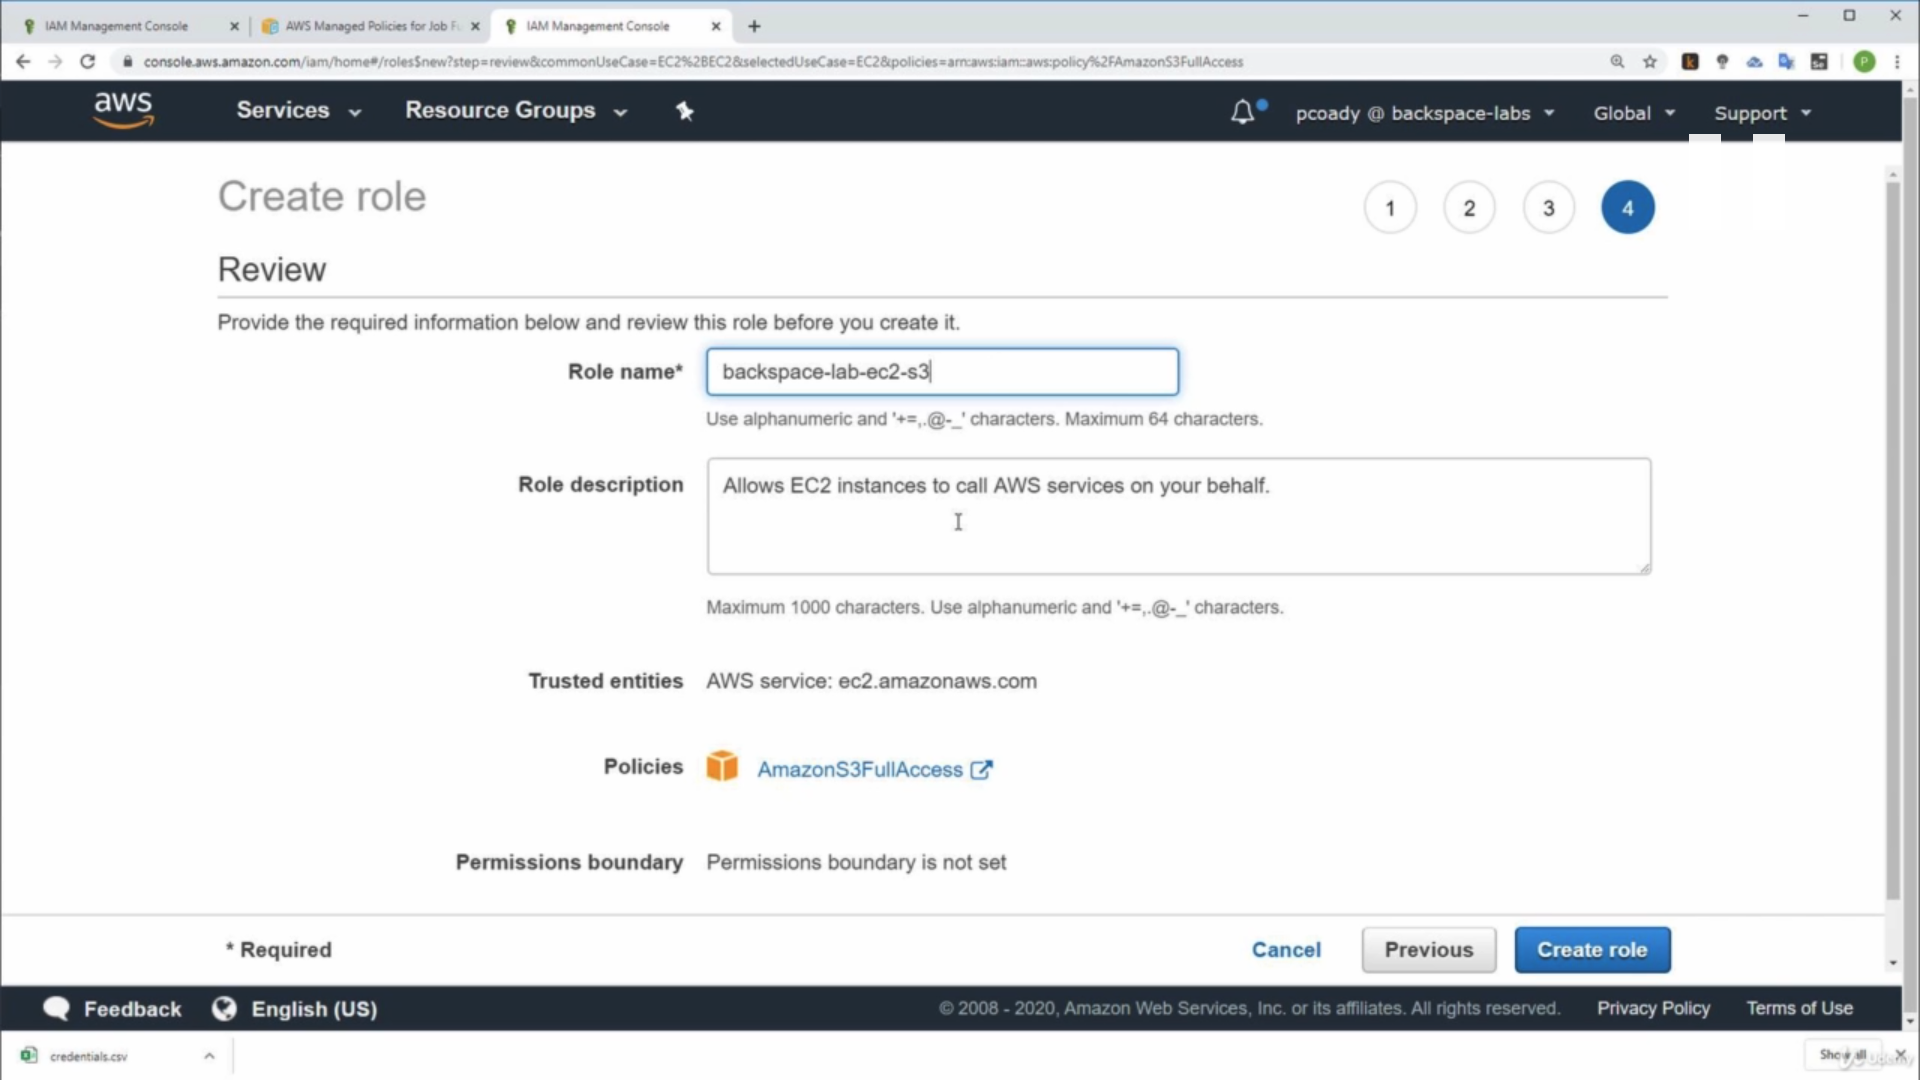 IAM Management Console
AWS Managed Policies for Job Fu
IAM Management Console
console.aws.amazon.com/iam/home#/roles$new?step=review&commonUseCase=EC2%2BEC2&selectedUseCase=EC2&policies=arn:aws:iam::aws:policy%2FAmazonS3FullAccess
P
aws
Services
Resource Groups
pcoady @ backspace-labs
Global
Support
Create role
1
2
3
4
Review
Provide the required information below and review this role before you create it.
Role name*
backspace-lab-ec2-s3
Use alphanumeric and '+=,.@-_' characters. Maximum 64 characters.
Role description
Allows EC2 instances to call AWS services on your behalf.
Maximum 1000 characters. Use alphanumeric and '+=,.@-_' characters.
Trusted entities
AWS service: ec2.amazonaws.com
Policies
AmazonS3FullAccess
Permissions boundary
Permissions boundary is not set
* Required
Cancel
Previous
Create role
Feedback
English (US)
© 2008 - 2020, Amazon Web Services, Inc. or its affiliates. All rights reserved.
Privacy Policy
Terms of Use
credentials.csv
Show all
Udemy